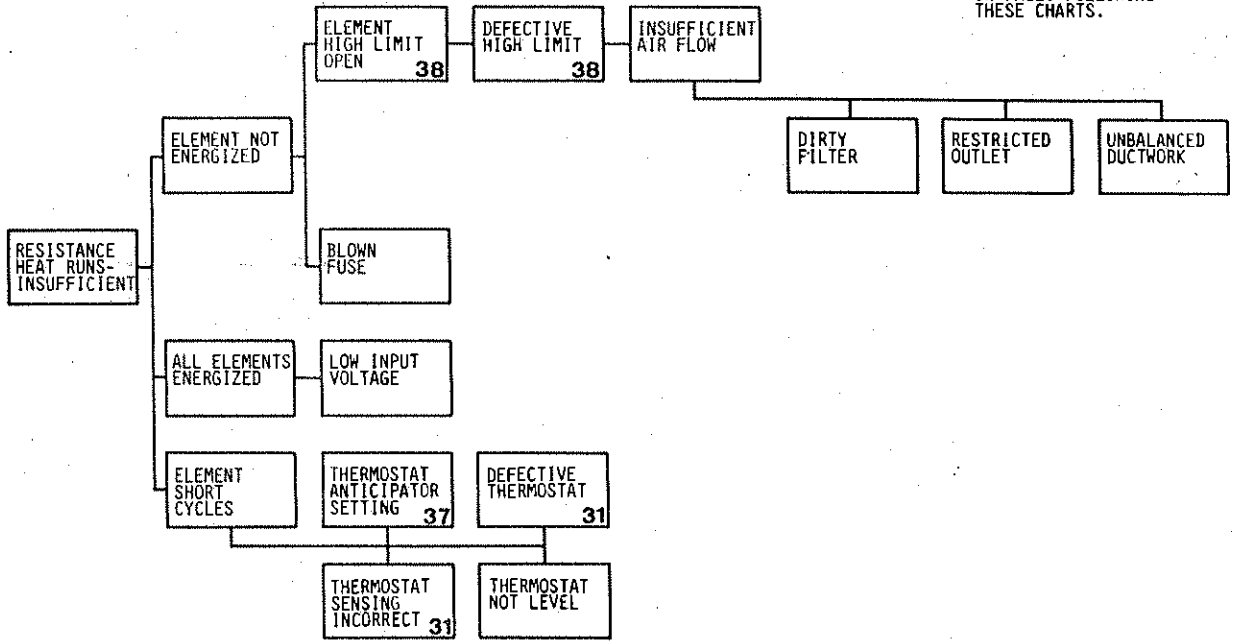 THESE CHARTS.
ELEMENT
HIGH LIMIT
OPEN
38
DEFECTIVE
HIGH LIMIT
38
INSUFFICIENT
AIR FLOW
DIRTY
FILTER
RESTRICTED
OUTLET
UNBALANCED
DUCTWORK
ELEMENT NOT
ENERGIZED
BLOWN
FUSE
RESISTANCE
HEAT RUNS-
INSUFFICIENT
ALL ELEMENTS
ENERGIZED
LOW INPUT
VOLTAGE
ELEMENT
SHORT
CYCLES
THERMOSTAT
ANTICIPATOR
SETTING
37
DEFECTIVE
THERMOSTAT
31
THERMOSTAT
SENSING
INCORRECT
31
THERMOSTAT
NOT LEVEL